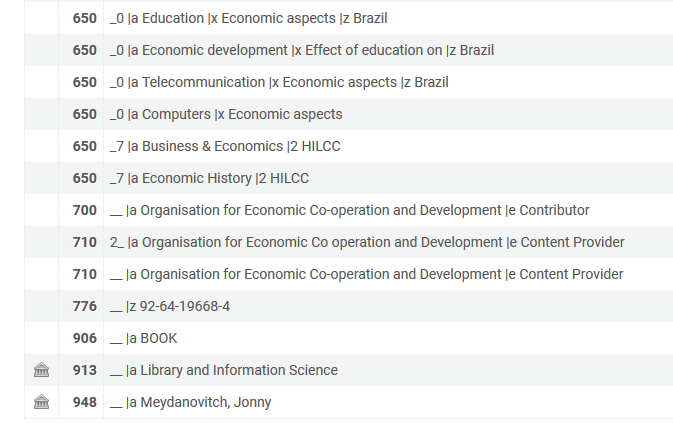 650 _0 |a Education |x Economic aspects |z Brazil
650 _0 |a Economic development |x Effect of education on |z Brazil
650 _0 |a Telecommunication |x Economic aspects |z Brazil
650 _0 |a Computers |x Economic aspects
650 _7 |a Business & Economics |2 HILCC
650 _7 |a Economic History |2 HILCC
700 __ |a Organisation for Economic Co-operation and Development |e Contributor
710 2_ |a Organisation for Economic Co operation and Development |e Content Provider
710 __ |a Organisation for Economic Co-operation and Development |e Content Provider
776 __ |z 92-64-19668-4
906 __ |a BOOK
913 __ |a Library and Information Science
948 __ |a Meydanovitch, Jonny